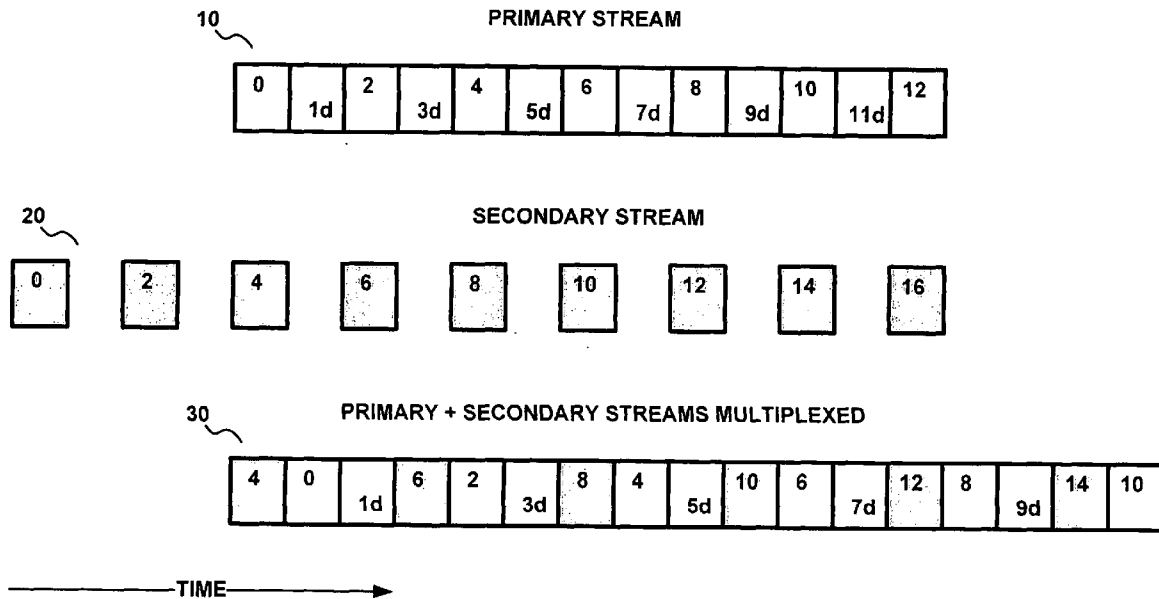 10 PRIMARY STREAM
0 1d 2 3d 4 5d 6 7d 8 9d 10 11d 12
20 SECONDARY STREAM
0 2 4 6 8 10 12 14 16
30 PRIMARY + SECONDARY STREAMS MULTIPLEXED
4 0 1d 6 2 3d 8 4 5d 10 6 7d 12 8 9d 14 10
TIME